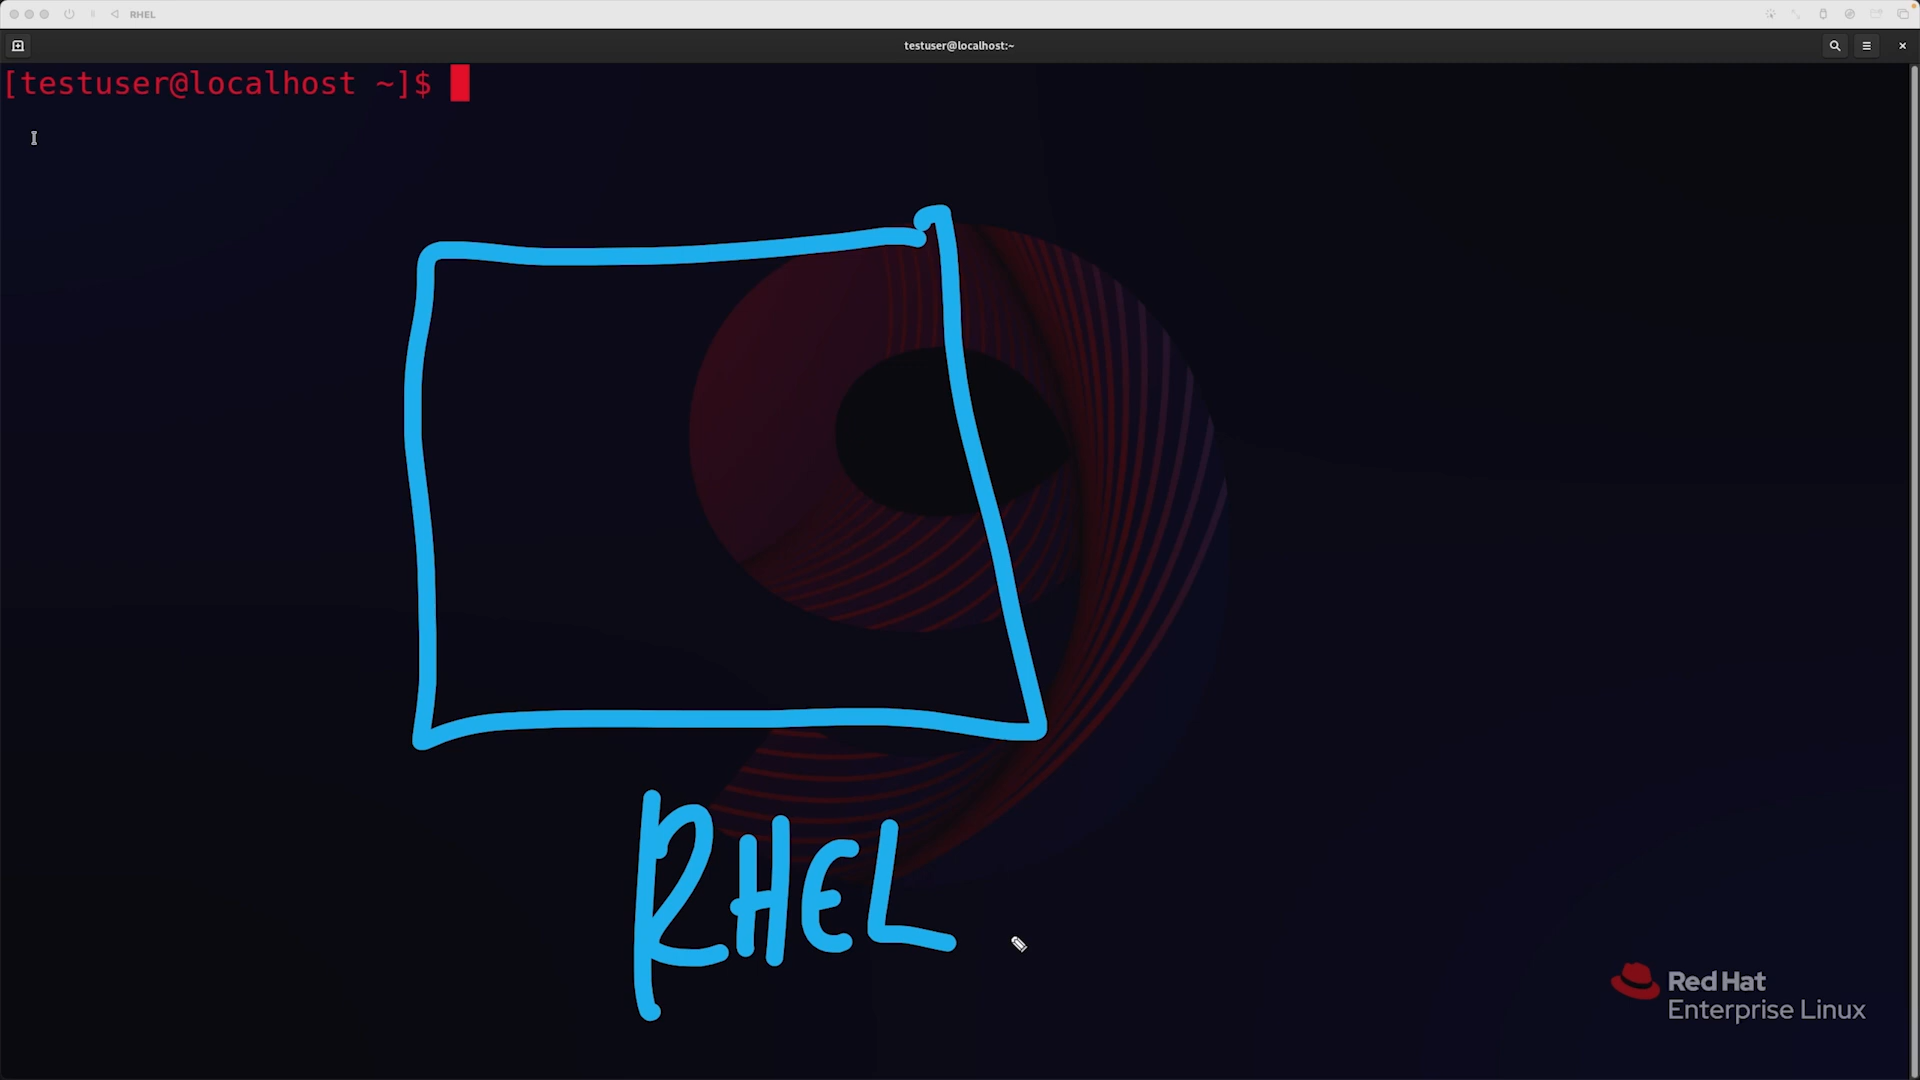 RHEL
testuser@localhost:~
[testuser@localhost ~]$
RHEL
Red Hat
Enterprise Linux